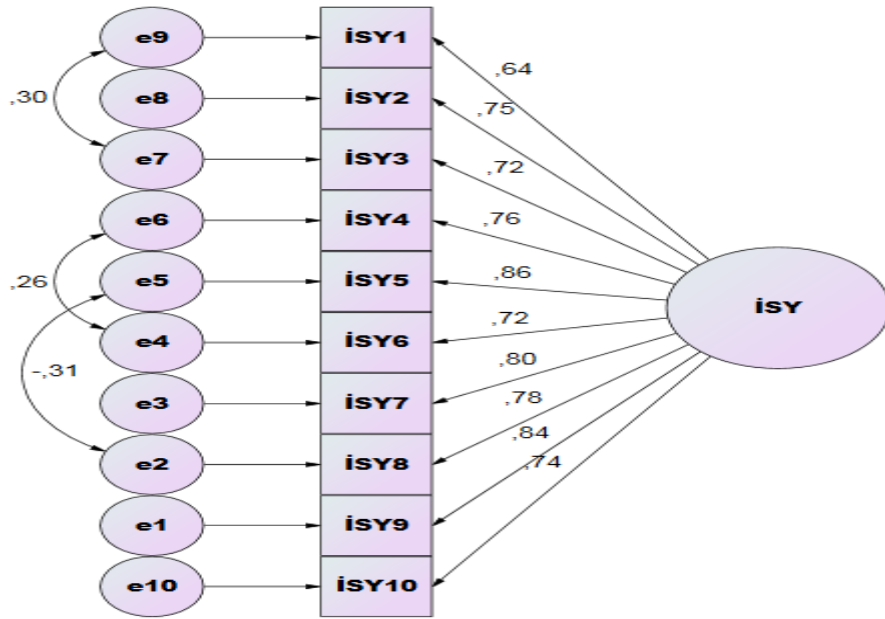 e9 İSY1
,64
,30 e8 İSY2 ,75
e7 İSY3 ,72
e6 İSY4 ,76
,26 e5 İSY5 ,86
İSY
e4 İSY6 ,72
-,31 e3 İSY7 ,80
,78
e2 İSY8 ,84
,74
e1 İSY9
e10 İSY10